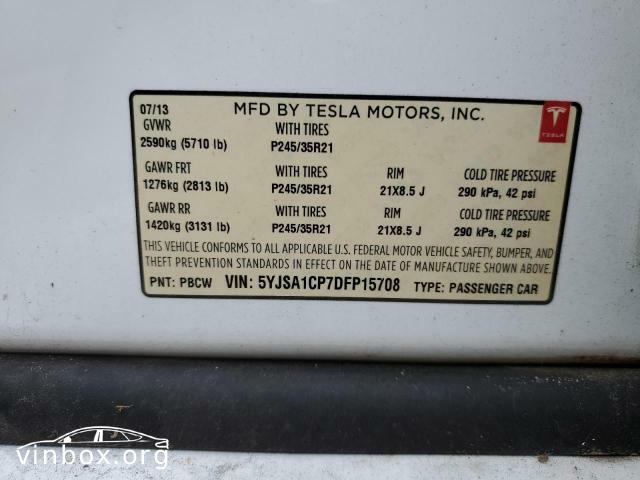 07/13 MFD BY TESLA MOTORS, INC.
GVWR WITH TIRES
2590kg (5710 lb) P245/35R21
TESLA
GAWR FRT WITH TIRES RIM COLD TIRE PRESSURE
1276kg (2813 lb) P245/35R21 21X8.5 J 290 kPa, 42 psi
GAWR RR WITH TIRES RIM COLD TIRE PRESSURE
1420kg (3131 lb) P245/35R21 21X8.5 J 290 kPa, 42 psi
THIS VEHICLE CONFORMS TO ALL APPLICABLE U.S. FEDERAL MOTOR VEHICLE SAFETY, BUMPER, AND
THEFT PREVENTION STANDARDS IN EFFECT ON THE DATE OF MANUFACTURE SHOWN ABOVE.
PNT: PBCW VIN: 5YJSA1CP7DFP15708 TYPE: PASSENGER CAR
vinbox.org